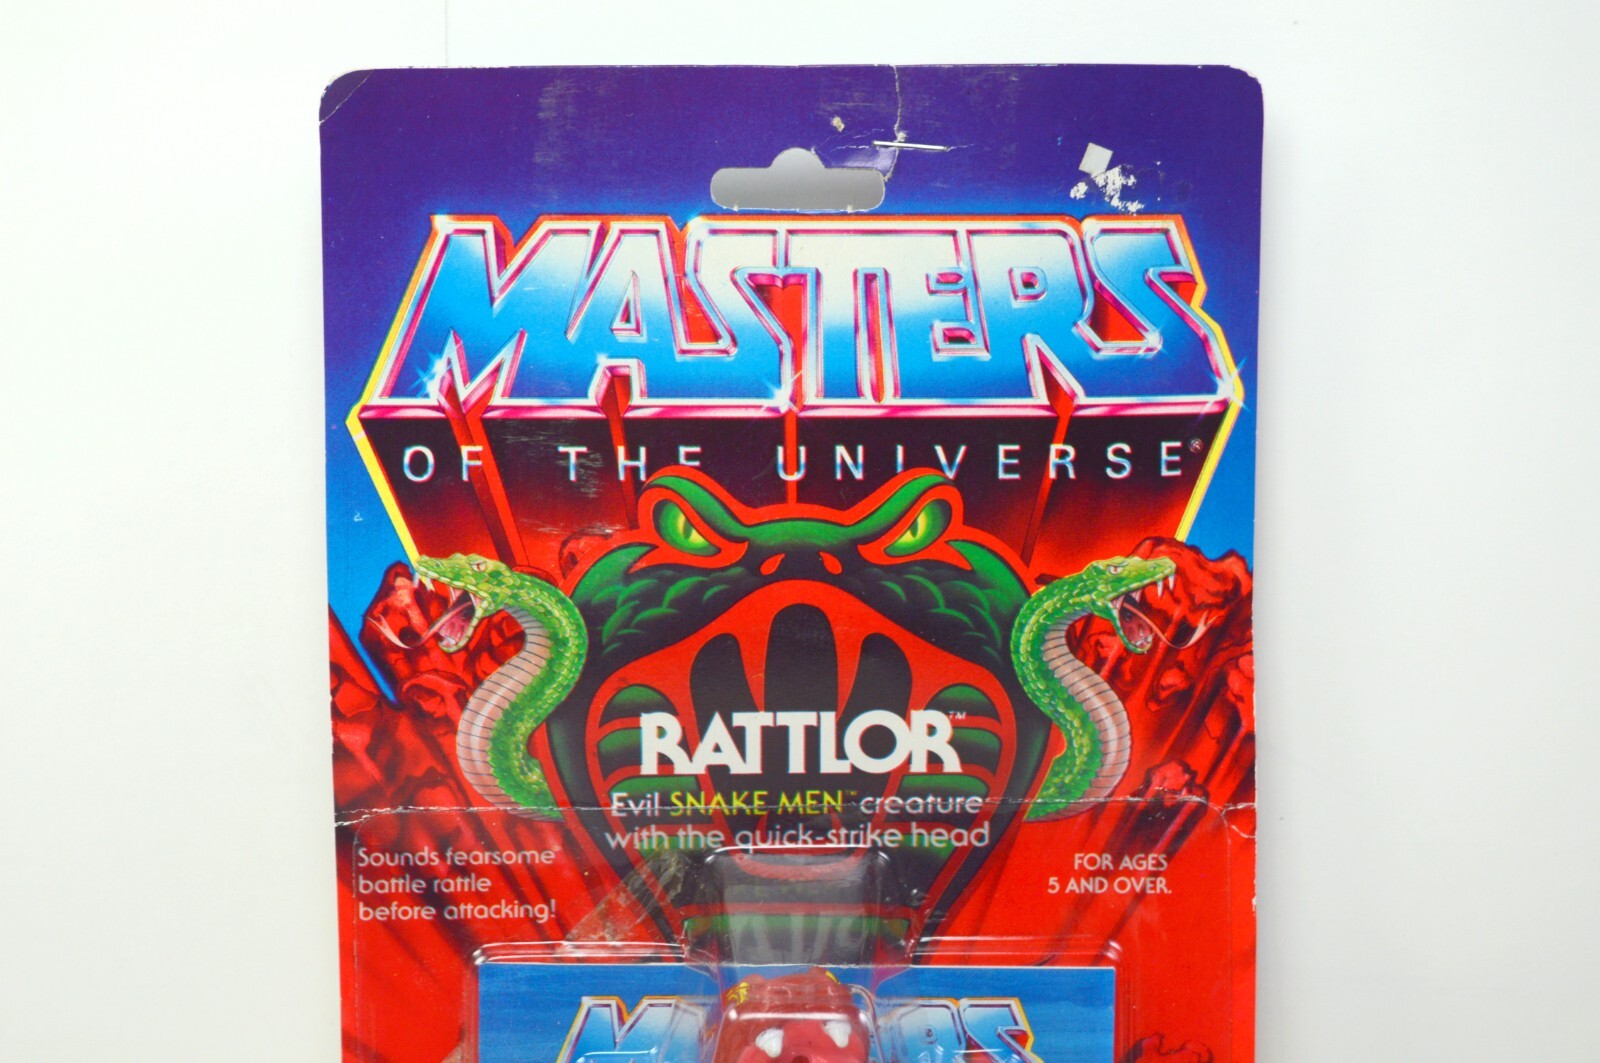 MASTERS
OF THE UNIVERSE®
RATTLOR™
Evil SNAKE MEN™ creature
with the quick-strike head
Sounds fearsome
battle rattle
before attacking!
FOR AGES
5 AND OVER.